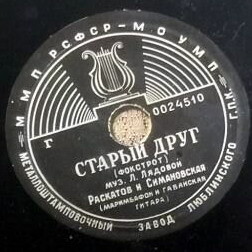 ММП РСФСР-МОУМП
Г
0024510
СТАРЫЙ ДРУГ
(ФОКСТРОТ)
МУЗ. Л. ЛЯДОВОЙ
РАСКАТОВ И СИМАНОВСКАЯ
(МАРИМБАФОН И ГАВАЙСКАЯ
ГИТАРА)
МЕТАЛЛОШТАМПОВОЧНЫЙ ЗАВОД ЛЮБЛИНСКОГО Г.П.К.